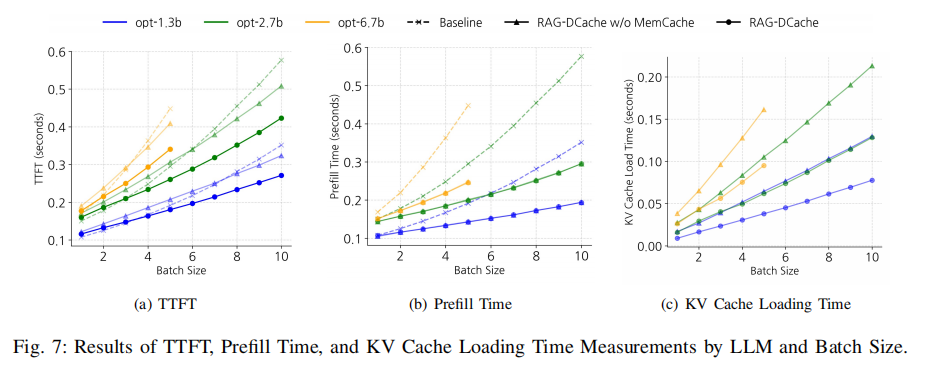 opt-1.3b opt-2.7b opt-6.7b Baseline RAG-DCache w/o MemCache RAG-DCache
TTFT (seconds)
0.6
0.5
0.4
0.3
0.2
0.1
2 4 6 8 10
Batch Size
(a) TTFT
Prefill Time (seconds)
0.6
0.5
0.4
0.3
0.2
0.1
2 4 6 8 10
Batch Size
(b) Prefill Time
KV Cache Load Time (seconds)
0.20
0.15
0.10
0.05
0.00
2 4 6 8 10
Batch Size
(c) KV Cache Loading Time
Fig. 7: Results of TTFT, Prefill Time, and KV Cache Loading Time Measurements by LLM and Batch Size.